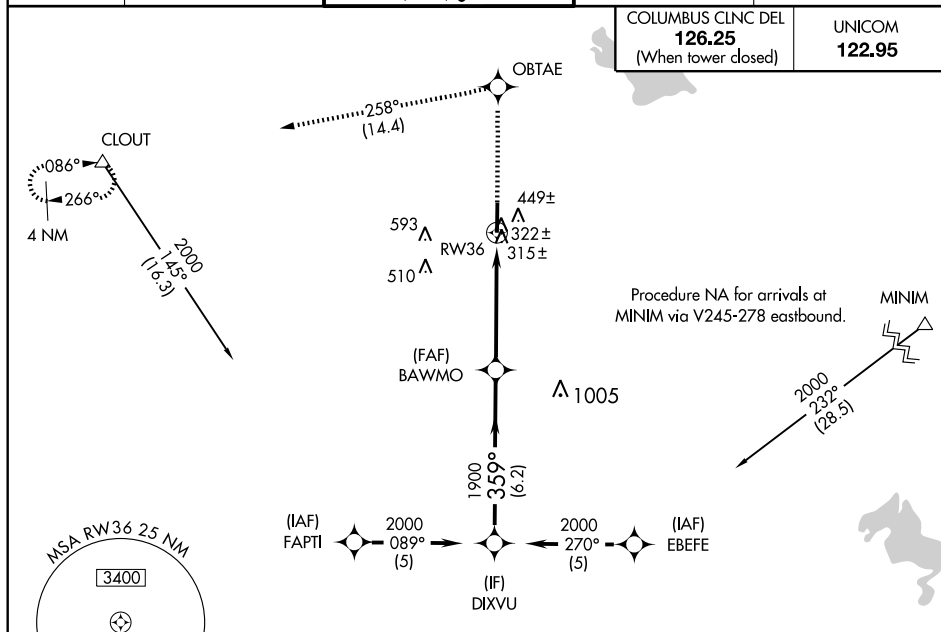 COLUMBUS CLNC DEL
126.25
(When tower closed)
UNICOM
122.95
OBTAE
258°
(14.4)
CLOUT
086°
266°
4 NM
2000
145°
(16.3)
449±
593
322±
RW36
315±
510
Procedure NA for arrivals at
MINIM via V245-278 eastbound.
MINIM
2000
232°
(28.5)
(FAF)
BAWMO
1005
1900
359°
(6.2)
(IAF)
FAPTI
2000
089°
(5)
2000
270°
(5)
(IAF)
EBEFE
(IF)
DIXVU
MSA RW36 25 NM
3400